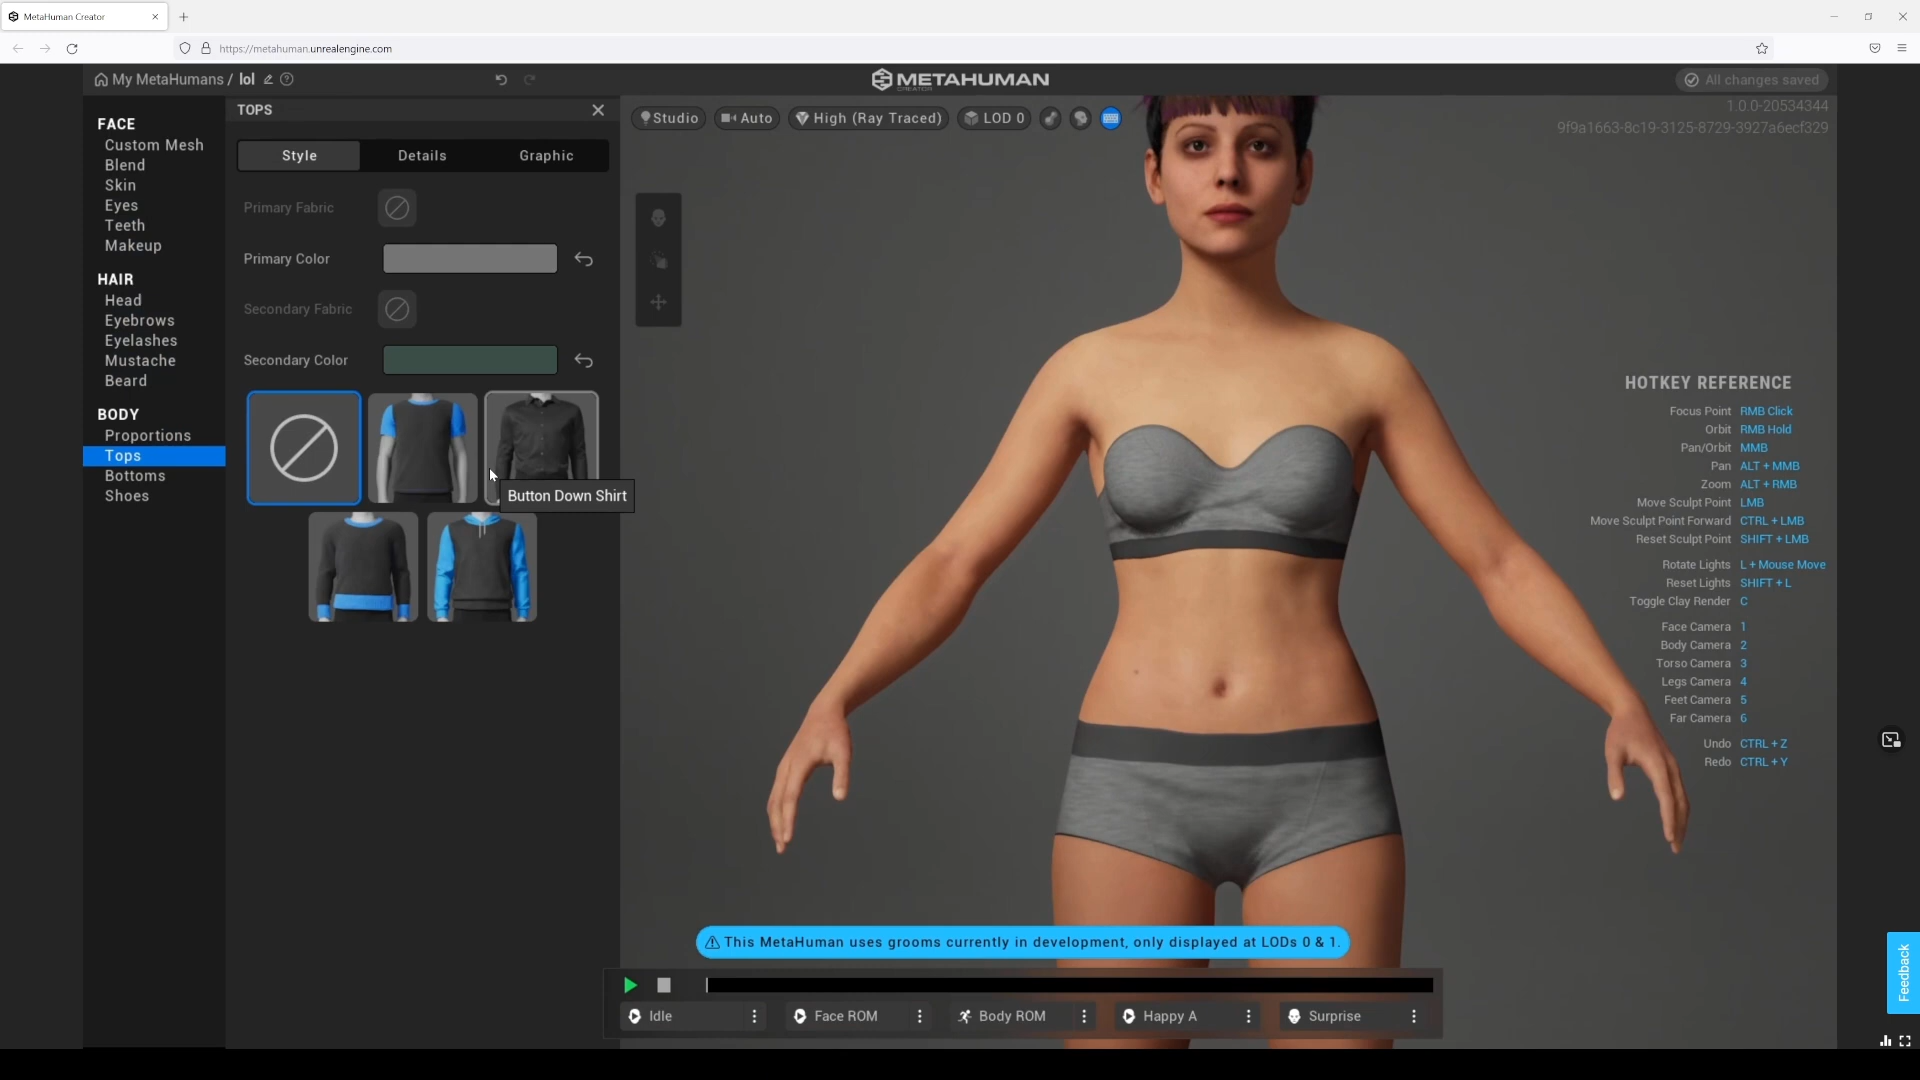 MetaHuman Creator
https://metahuman.unrealengine.com
My MetaHumans / lol
METAHUMAN
CREATOR
All changes saved
1.0.0-20534344
9f9a1663-8c19-3125-8729-3927a6ecf329
FACE
Custom Mesh
Blend
Skin
Eyes
Teeth
Makeup
HAIR
Head
Eyebrows
Eyelashes
Mustache
Beard
BODY
Proportions
Tops
Bottoms
Shoes
TOPS
Style Details Graphic
Primary Fabric
Primary Color
Secondary Fabric
Secondary Color
Button Down Shirt
Studio Auto High (Ray Traced) LOD 0
HOTKEY REFERENCE
Focus Point RMB Click
Orbit RMB Hold
Pan/Orbit MMB
Pan ALT + MMB
Zoom ALT + RMB
Move Sculpt Point LMB
Move Sculpt Point Forward CTRL + LMB
Reset Sculpt Point SHIFT + LMB
Rotate Lights L + Mouse Move
Reset Lights SHIFT + L
Toggle Clay Render C
Face Camera 1
Body Camera 2
Torso Camera 3
Legs Camera 4
Feet Camera 5
Far Camera 6
Undo CTRL + Z
Redo CTRL + Y
This MetaHuman uses grooms currently in development, only displayed at LODs 0 & 1.
Idle Face ROM Body ROM Happy A Surprise
Feedback